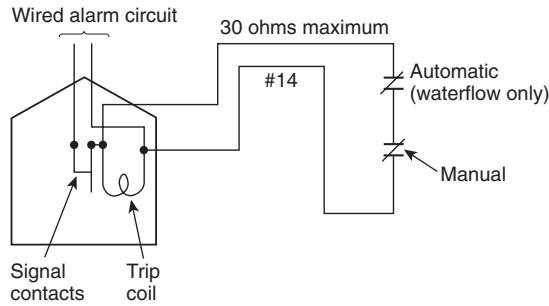 Wired alarm circuit
30 ohms maximum
#14
Automatic
(waterflow only)
Manual
Signal
contacts
Trip
coil